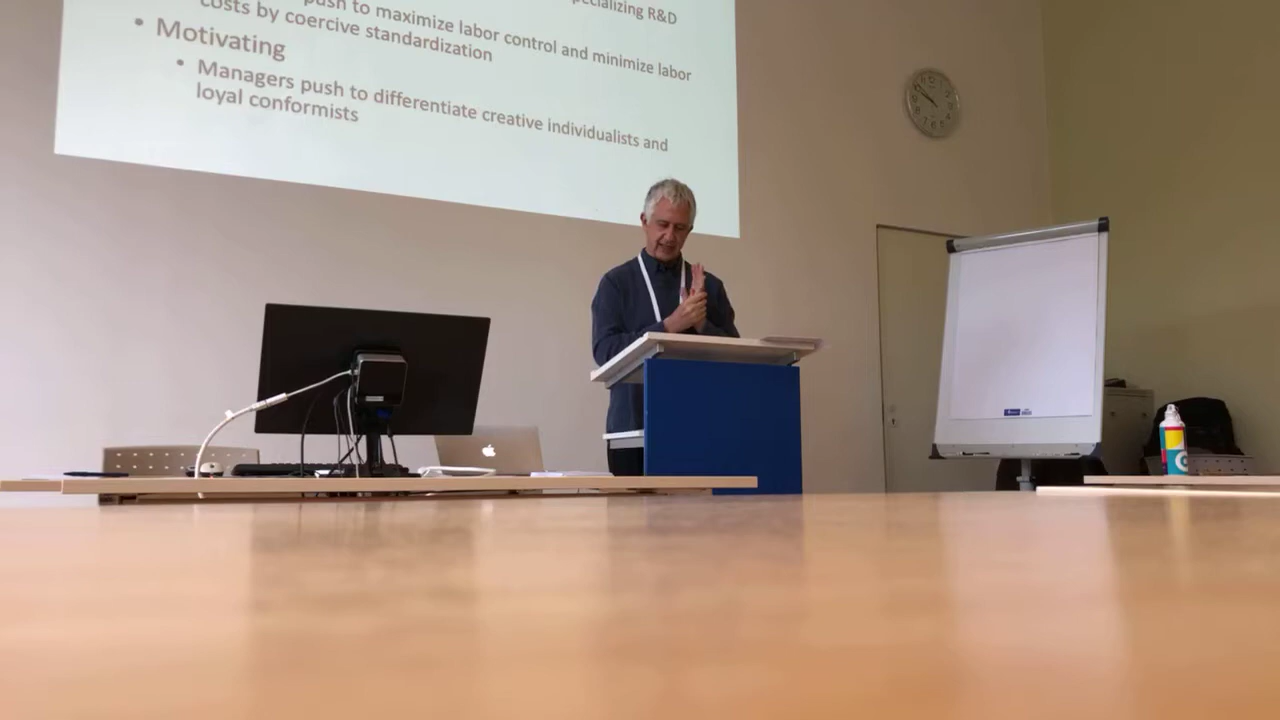 pecializing R&D
push to maximize labor control and minimize labor
costs by coercive standardization
• Motivating
• Managers push to differentiate creative individualists and
loyal conformists